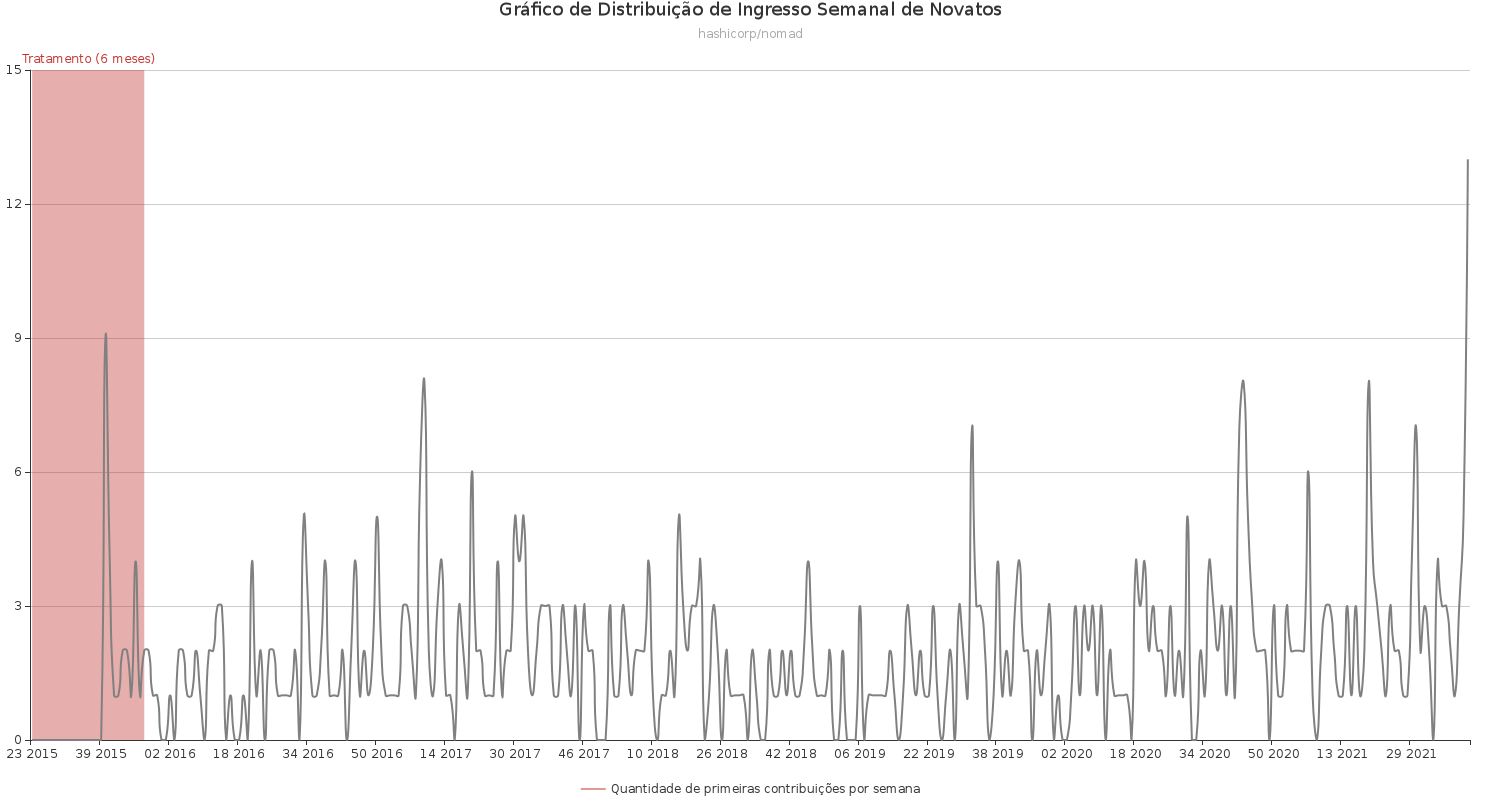 Gráfico de Distribuição de Ingresso Semanal de Novatos
hashicorp/nomad
Tratamento (6 meses)
15
12
9
6
3
0
23 2015 39 2015 02 2016 18 2016 34 2016 50 2016 14 2017 30 2017 46 2017 10 2018 26 2018 42 2018 06 2019 22 2019 38 2019 02 2020 18 2020 34 2020 50 2020 13 2021 29 2021
Quantidade de primeiras contribuições por semana